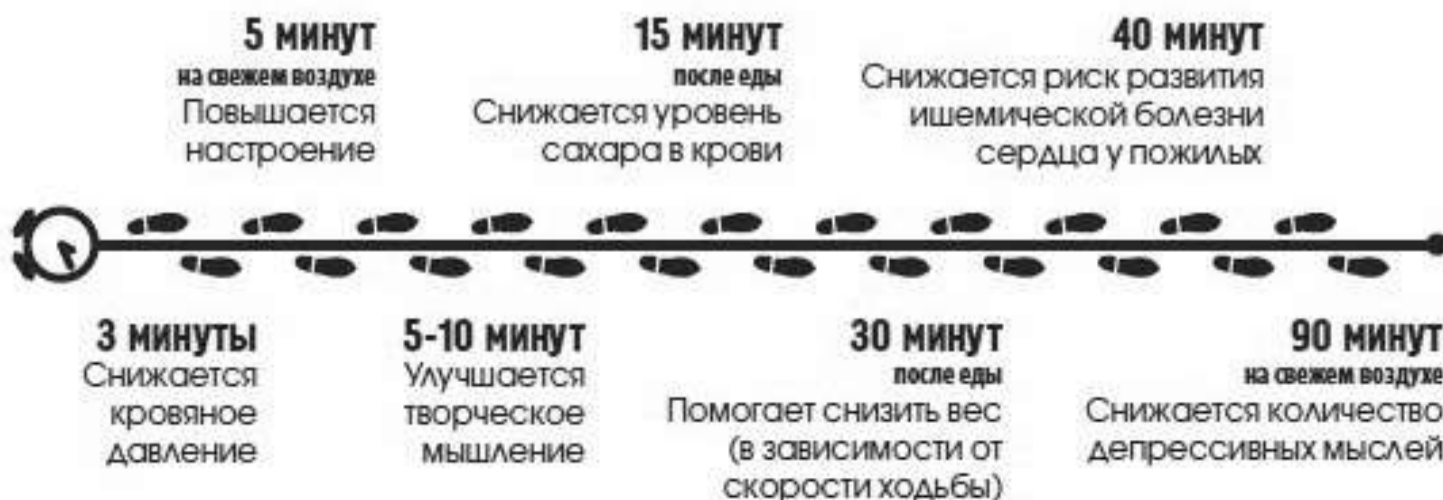 5 минут
на свежем воздухе
Повышается
настроение
15 минут
после еды
Снижается уровень
сахара в крови
40 минут
Снижается риск развития
ишемической болезни
сердца у пожилых
3 минуты
Снижается
кровяное
давление
5-10 минут
Улучшается
творческое
мышление
30 минут
после еды
Помогает снизить вес
(в зависимости от
скорости ходьбы)
90 минут
на свежем воздухе
Снижается количество
депрессивных мыслей